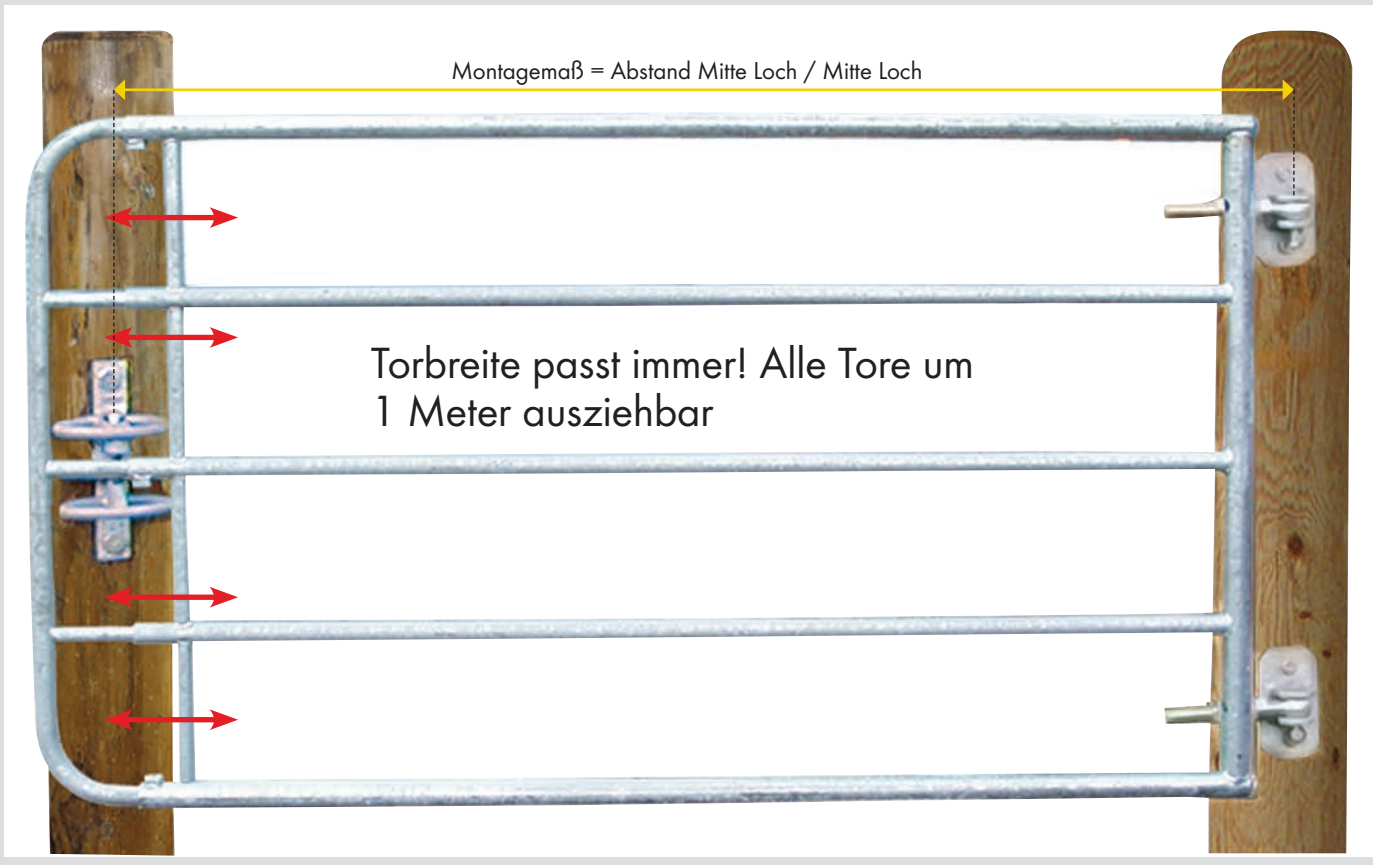 Montagemaß = Abstand Mitte Loch / Mitte Loch
Torbreite passt immer! Alle Tore um
1 Meter ausziehbar